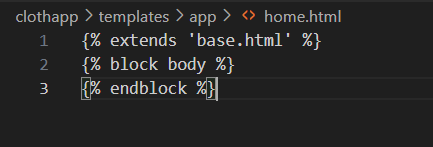 clothapp > templates > app > <> home.html
1 {% extends 'base.html' %}
2 {% block body %}
3 {% endblock %}